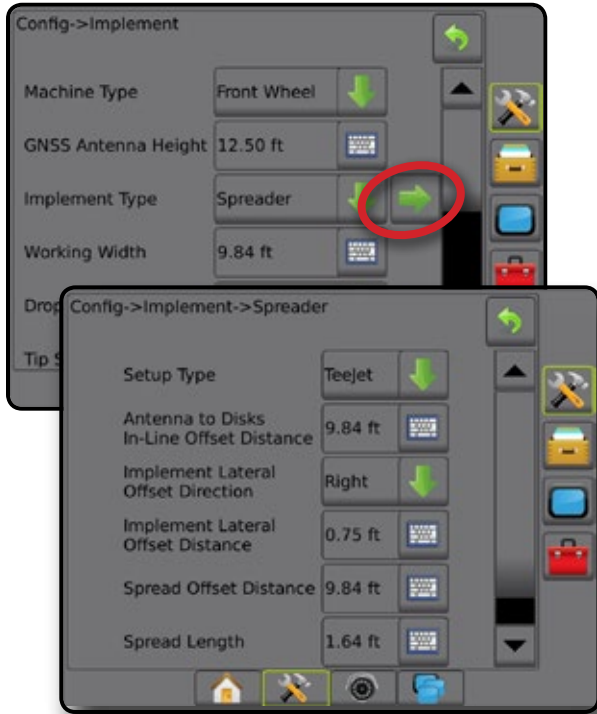 Config->Implement
Machine Type Front Wheel
GNSS Antenna Height 12.50 ft
Implement Type Spreader
Working Width 9.84 ft
Drop
Tip S
Config->Implement->Spreader
Setup Type TeeJet
Antenna to Disks
In-Line Offset Distance 9.84 ft
Implement Lateral
Offset Direction Right
Implement Lateral
Offset Distance 0.75 ft
Spread Offset Distance 9.84 ft
Spread Length 1.64 ft